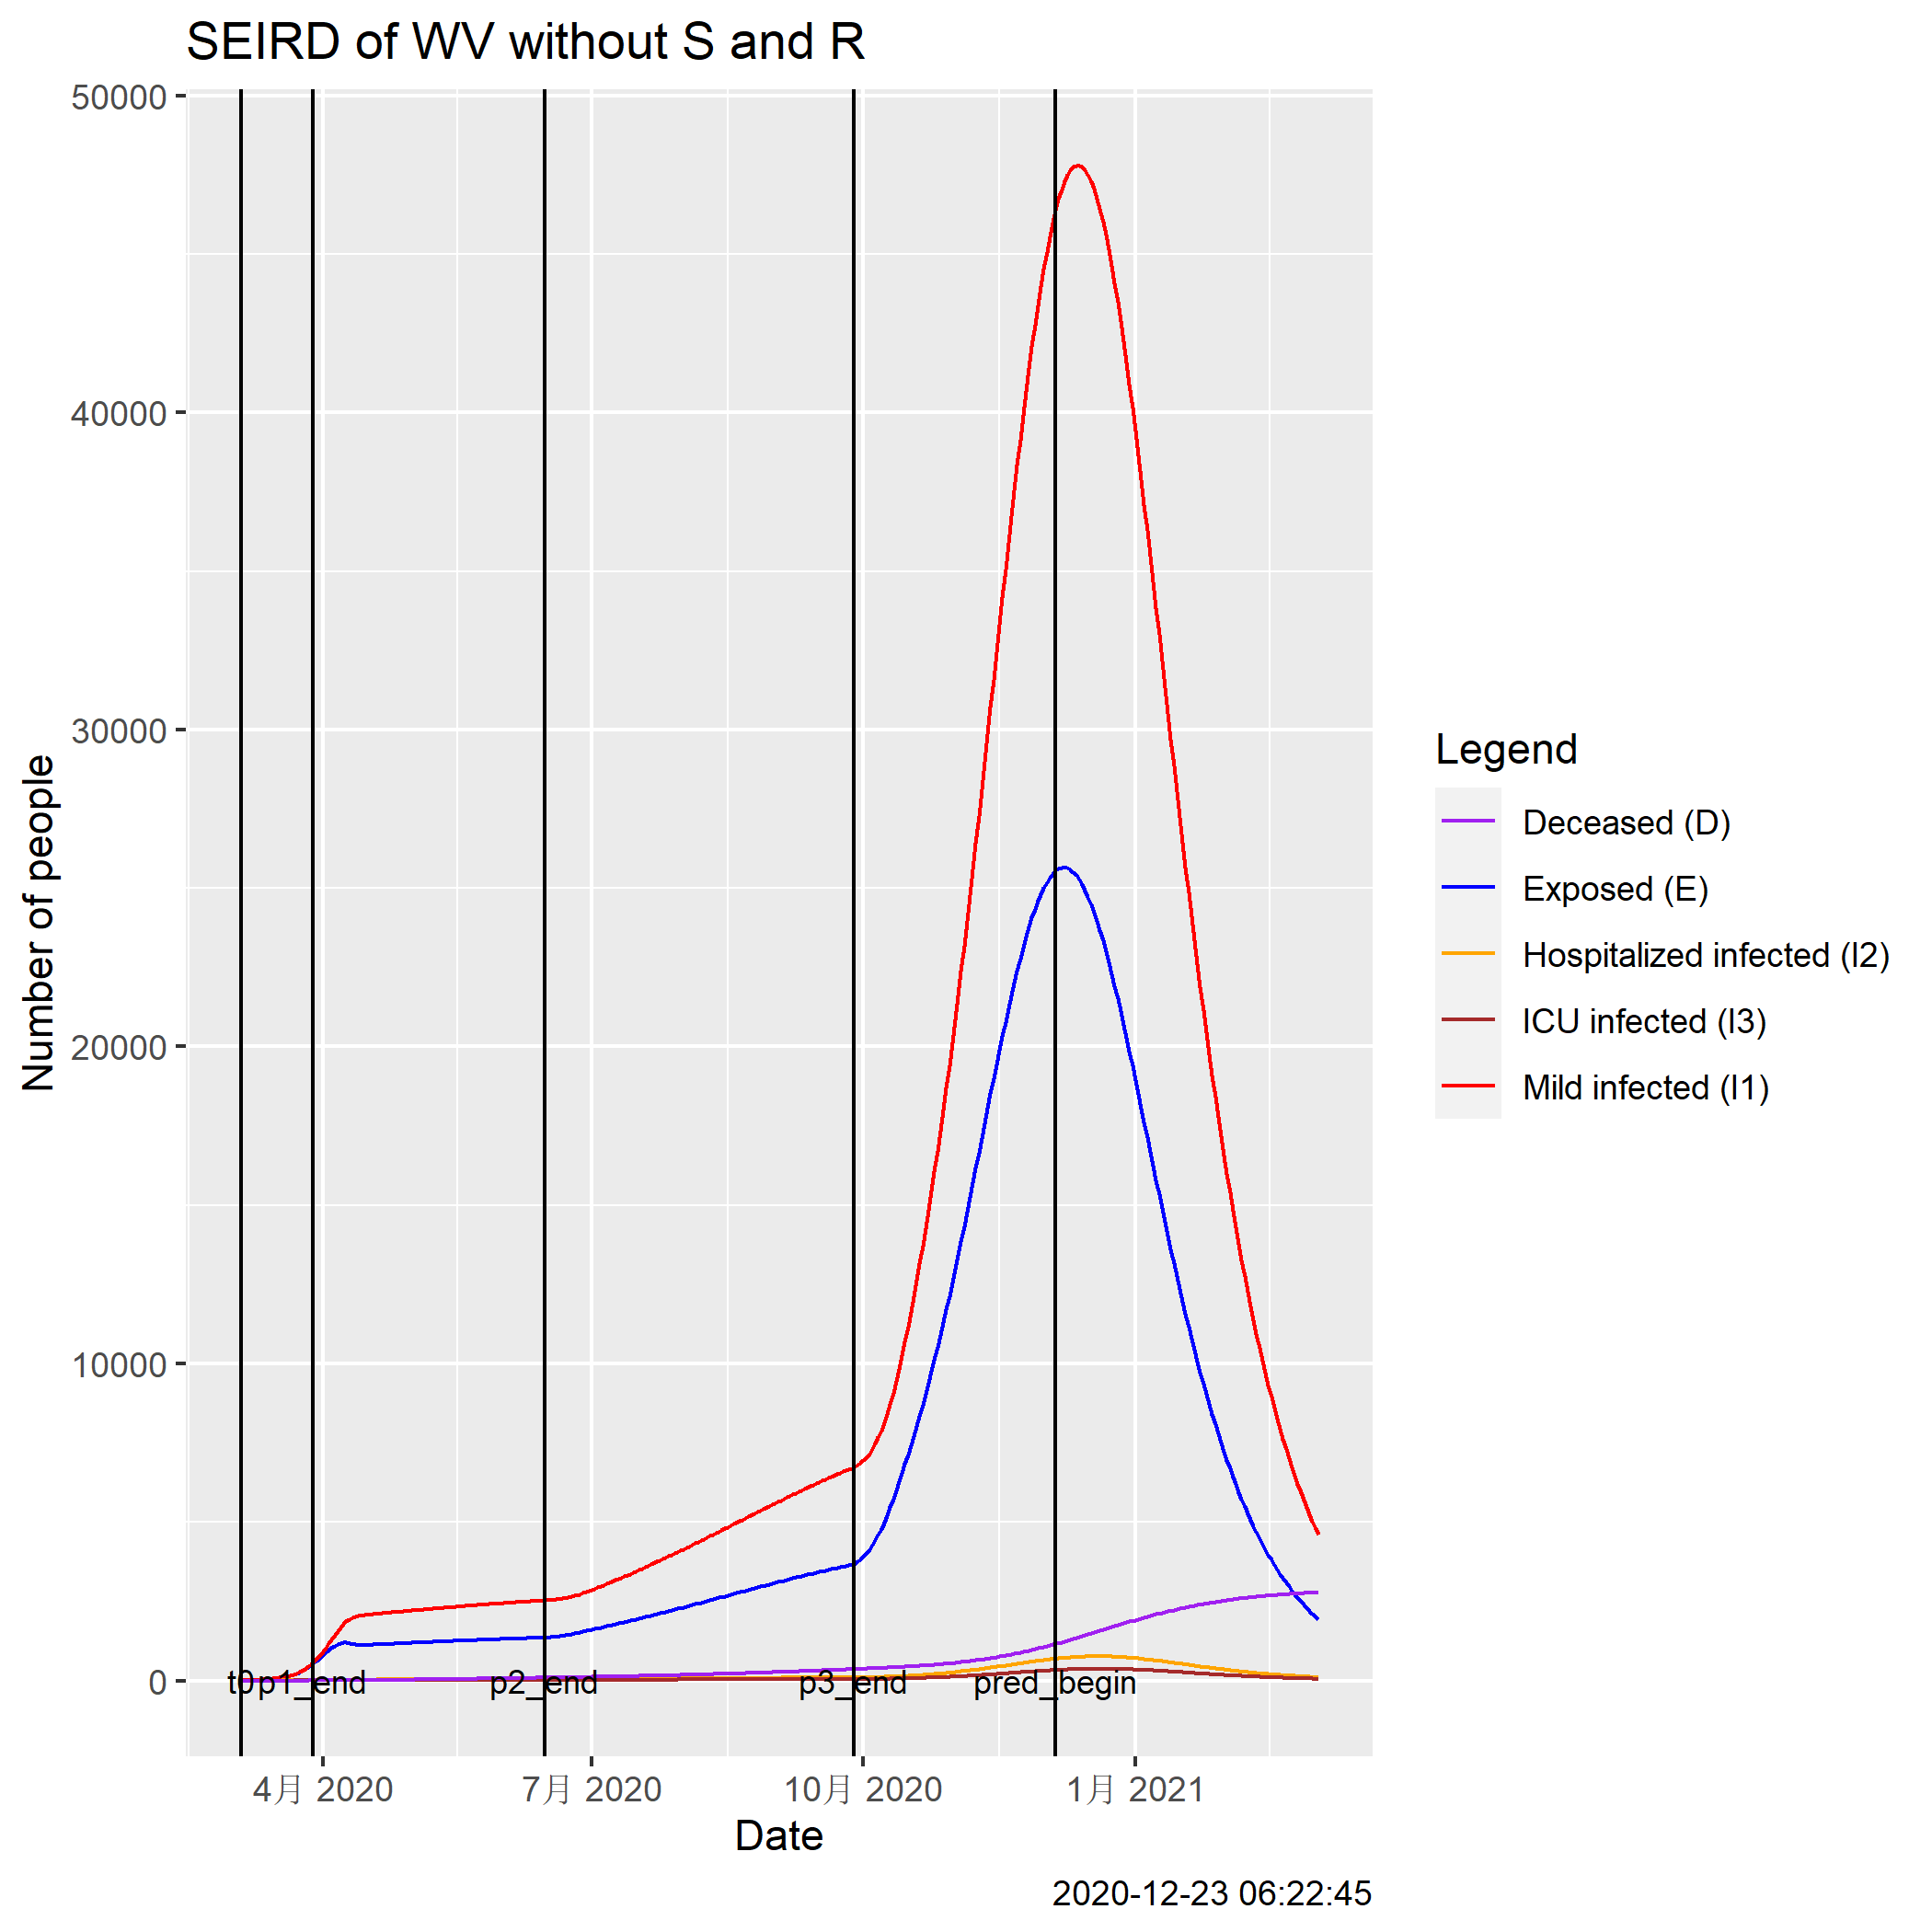 SEIRD of WV without S and R
50000
40000
30000
20000
10000
0
Number of people
t0 p1_end p2_end p3_end pred_begin
4月 2020 7月 2020 10月 2020 1月 2021
Date
2020-12-23 06:22:45
Legend
Deceased (D)
Exposed (E)
Hospitalized infected (I2)
ICU infected (I3)
Mild infected (I1)